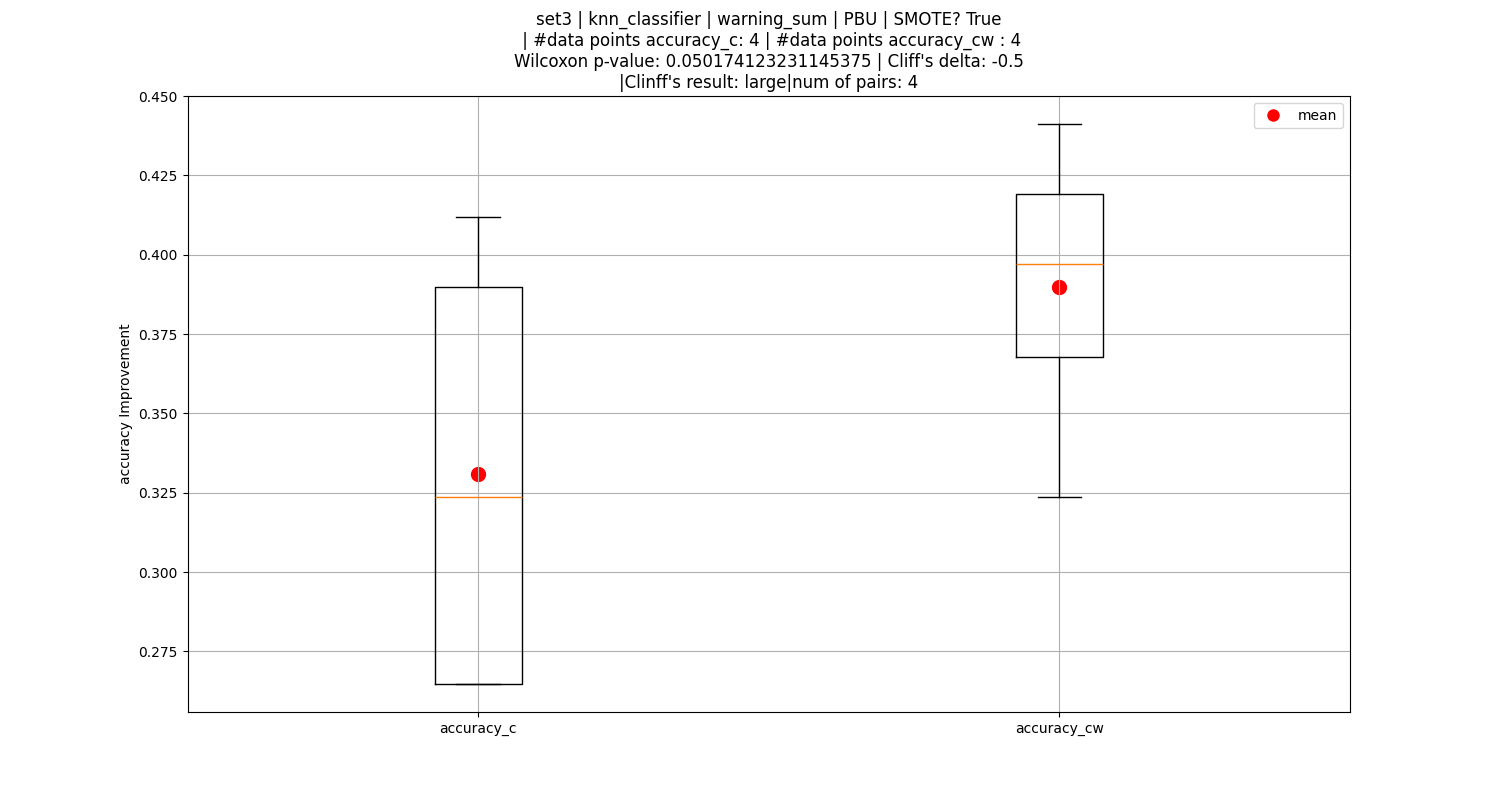 set3 | knn_classifier | warning_sum | PBU | SMOTE? True
| #data points accuracy_c: 4 | #data points accuracy_cw : 4
Wilcoxon p-value: 0.050174123231145375 | Cliff's delta: -0.5
|Clinff's result: large|num of pairs: 4
mean
0.450
0.425
0.400
0.375
0.350
0.325
0.300
0.275
accuracy Improvement
accuracy_c
accuracy_cw